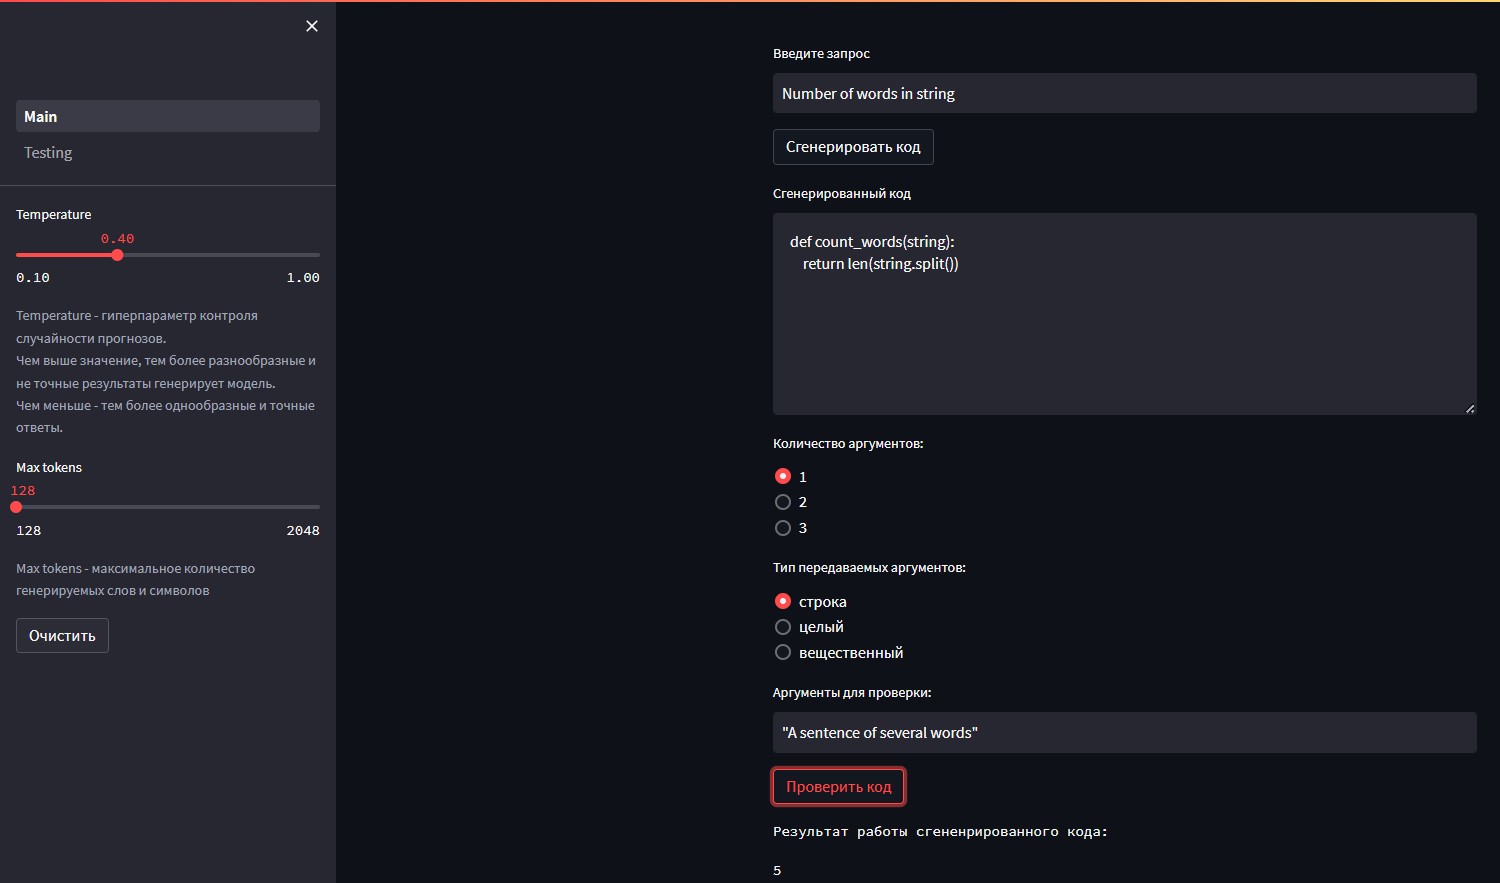 Main
Testing
Temperature
0.40
0.10 1.00
Temperature - гиперпараметр контроля
случайности прогнозов.
Чем выше значение, тем более разнообразные и
не точные результаты генерирует модель.
Чем меньше - тем более однообразные и точные
ответы.
Max tokens
128
128 2048
Max tokens - максимальное количество
генерируемых слов и символов
Очистить
Введите запрос
Number of words in string
Сгенерировать код
Сгенерированный код
def count_words(string):
    return len(string.split())
Количество аргументов:
1
2
3
Тип передаваемых аргументов:
строка
целый
вещественный
Аргументы для проверки:
"A sentence of several words"
Проверить код
Результат работы сгененрированного кода:
5